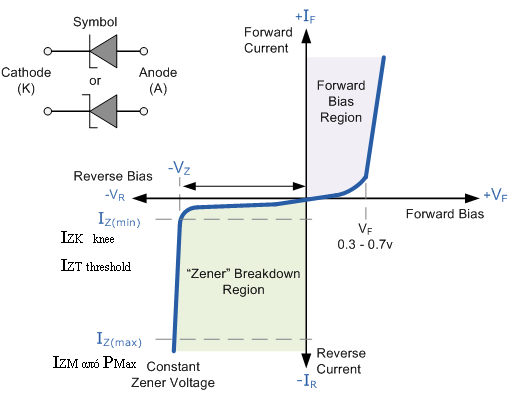 Symbol
Cathode
(K)
or
Anode
(A)
+IF
Forward
Current
Forward
Bias
Region
-VZ
Reverse Bias
-VR
+VF
Forward Bias
VF
0.3 - 0.7v
IZ(min)
IZK knee
IZT threshold
"Zener" Breakdown
Region
IZ(max)
IZM από PMax
Constant
Zener Voltage
Reverse
Current
-IR